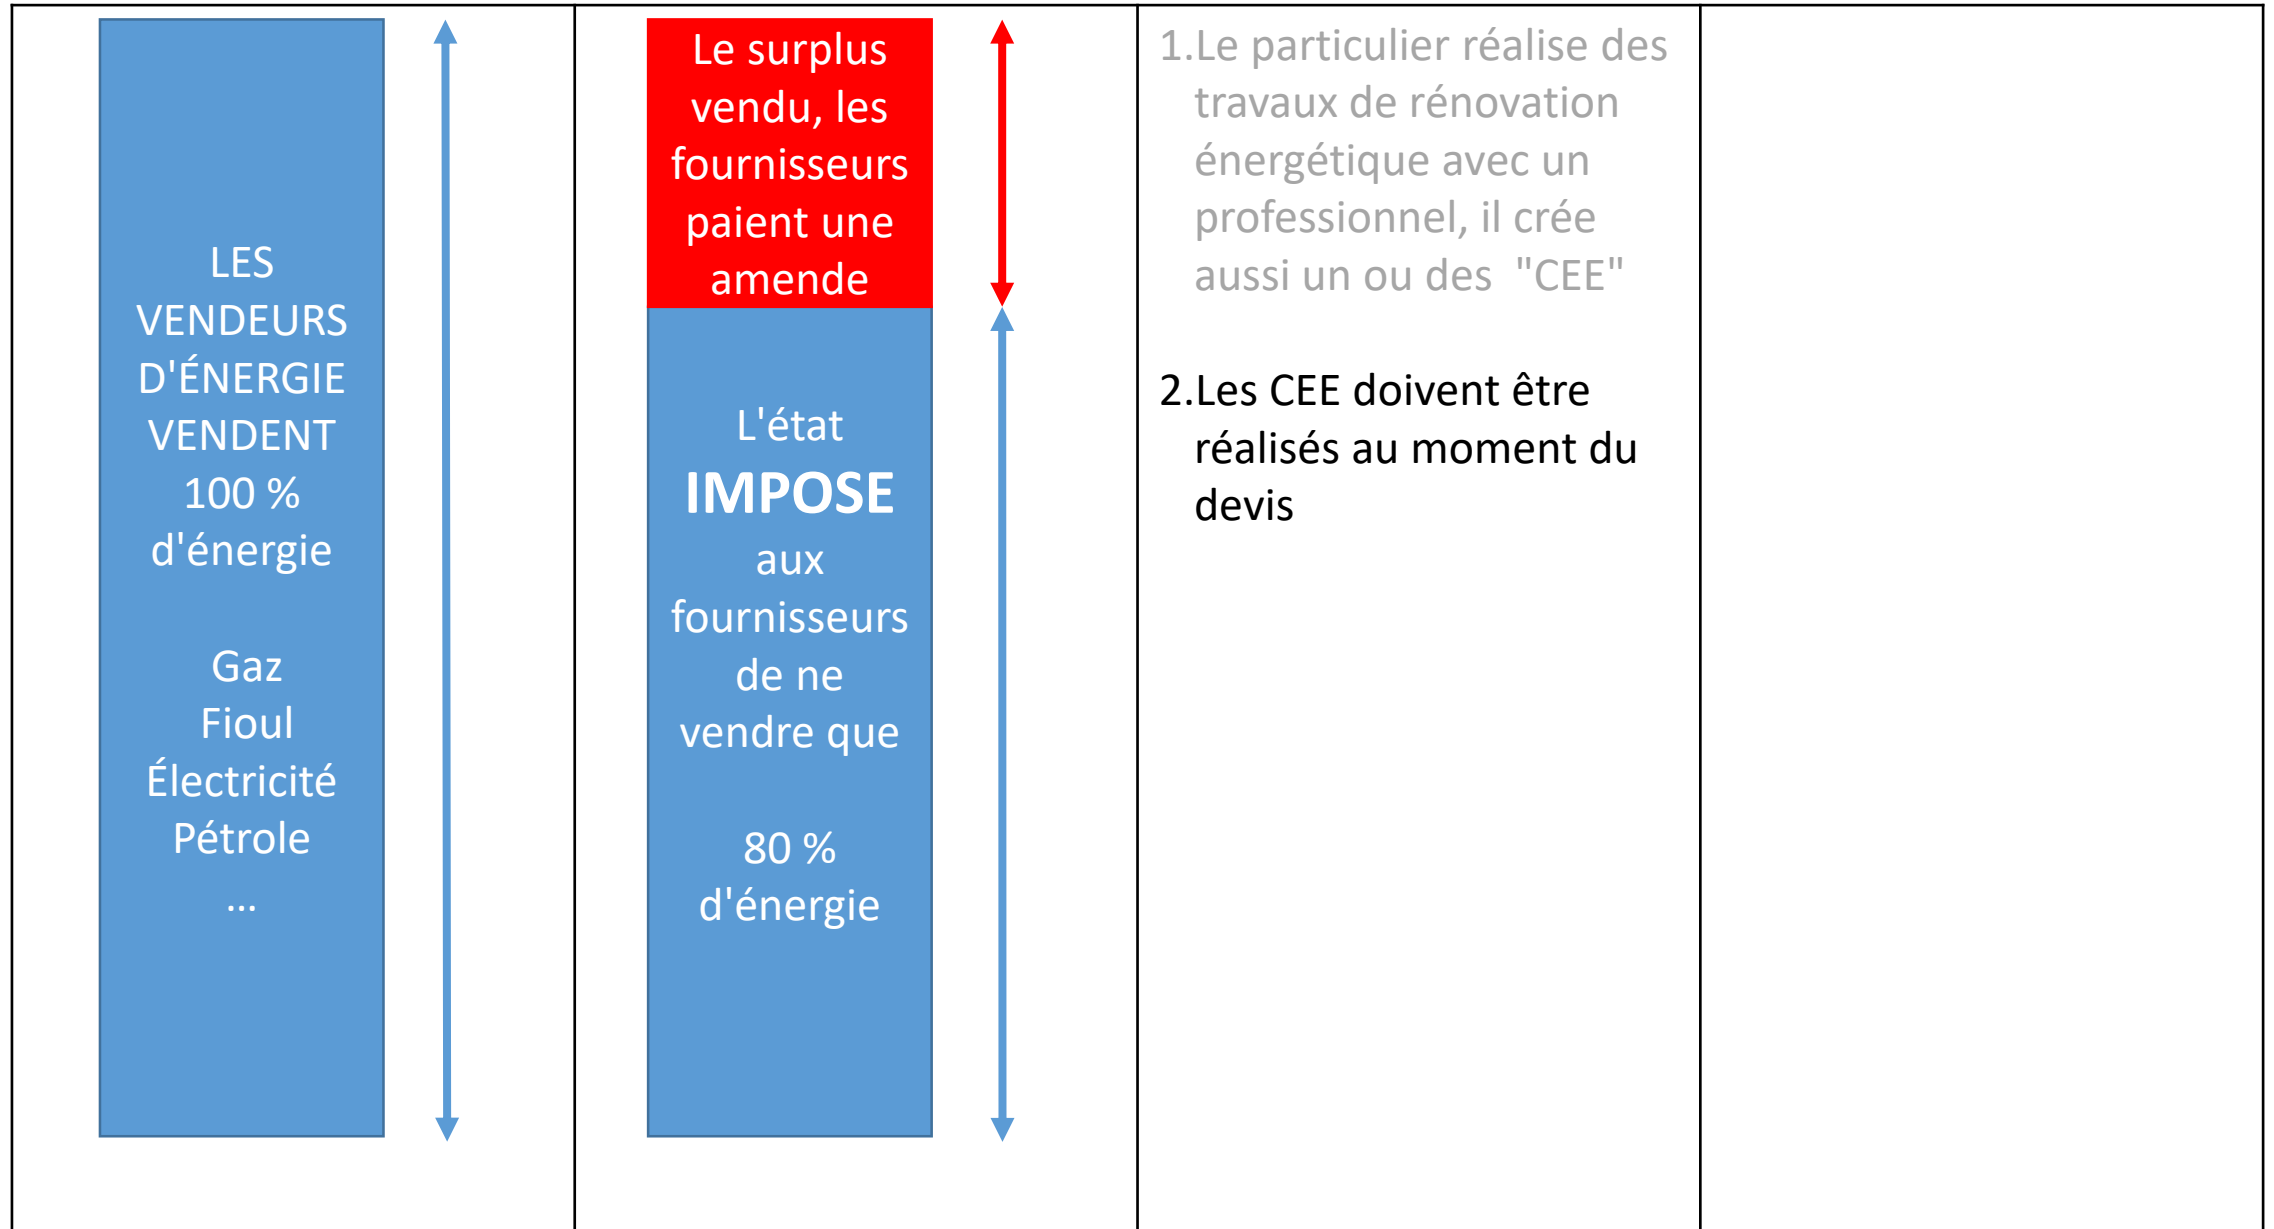 LES
VENDEURS
D'ÉNERGIE
VENDENT
100 %
d'énergie
Gaz
Fioul
Électricité
Pétrole
...
Le surplus
vendu, les
fournisseurs
paient une
amende
L'état
IMPOSE
aux
fournisseurs
de ne
vendre que
80 %
d'énergie
1.Le particulier réalise des
travaux de rénovation
énergétique avec un
professionnel, il crée
aussi un ou des "CEE"
2.Les CEE doivent être
réalisés au moment du
devis